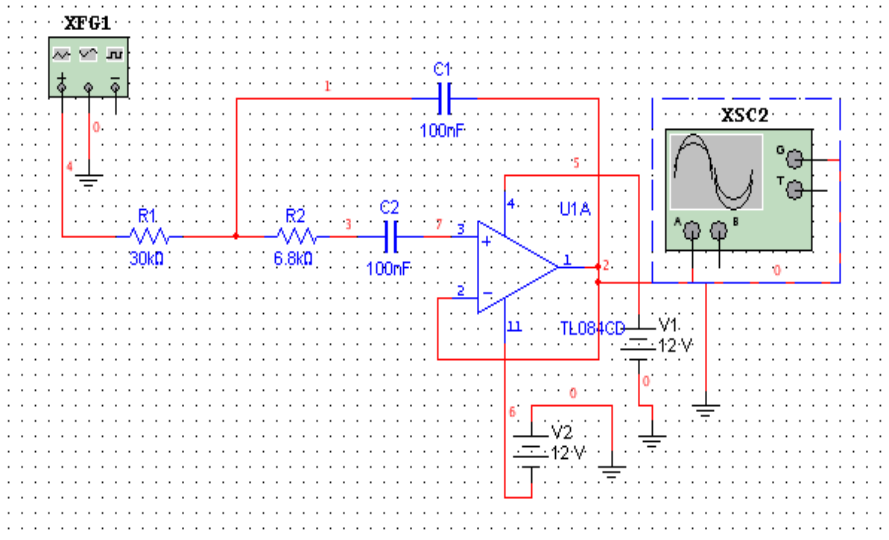 XFG1
+
−
0
4
1
C1
100nF
XSC2
G
T
A
B
0
5
4
U1A
R1
30kΩ
R2
6.8kΩ
3
C2
100nF
7
3
+
2
−
1
2
11
TL084CD
V1
12 V
0
6
0
V2
12 V